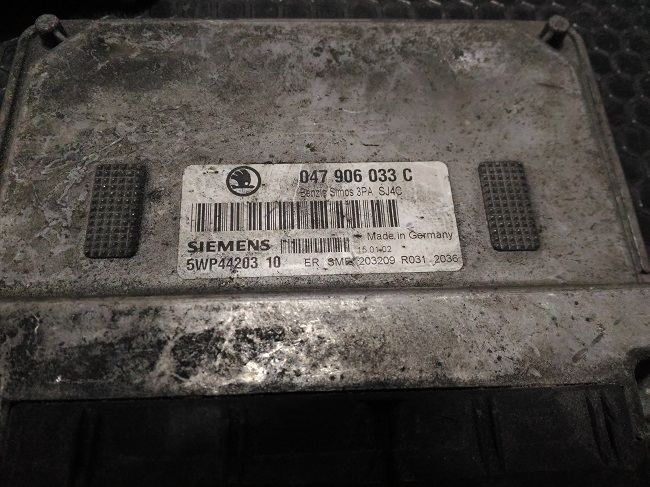 047 906 033 C
Benzie Simos 3PA SJ4C
Made in Germany
SIEMENS
15.01.02
5WP44203 10 ER SME 203209 R031 2036